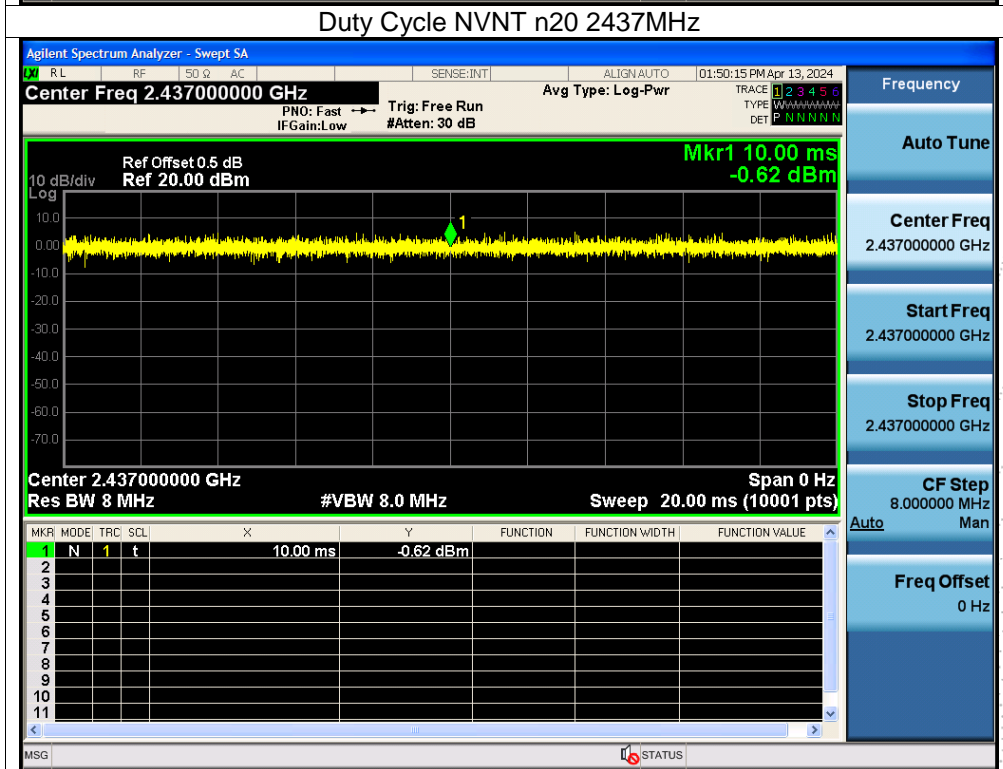 Duty Cycle NVNT n20 2437MHz
Agilent Spectrum Analyzer - Swept SA
LXI RL RF 50 Ω AC SENSE:INT ALIGN AUTO 01:50:15 PM Apr 13, 2024
Center Freq 2.437000000 GHz
PNO: Fast
IFGain:Low
Trig: Free Run
#Atten: 30 dB
Avg Type: Log-Pwr
TRACE 1 2 3 4 5 6
TYPE W
DET P N N N N N
Frequency
Auto Tune
Center Freq
2.437000000 GHz
Start Freq
2.437000000 GHz
Stop Freq
2.437000000 GHz
CF Step
8.000000 MHz
Auto Man
Freq Offset
0 Hz
Mkr1 10.00 ms
-0.62 dBm
Ref Offset 0.5 dB
10 dB/div Ref 20.00 dBm
Log
10.0
0.00
-10.0
-20.0
-30.0
-40.0
-50.0
-60.0
-70.0
1
Center 2.437000000 GHz Span 0 Hz
Res BW 8 MHz #VBW 8.0 MHz Sweep 20.00 ms (10001 pts)
MKR MODE TRC SCL X Y FUNCTION FUNCTION WIDTH FUNCTION VALUE
1 N 1 t 10.00 ms -0.62 dBm
2
3
4
5
6
7
8
9
10
11
MSG STATUS